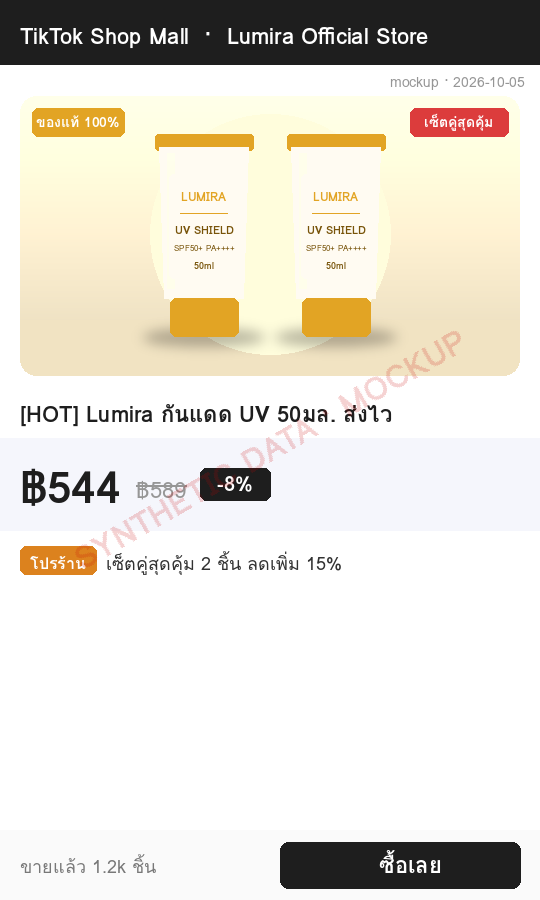 TikTok Shop Mall · Lumira Official Store
mockup · 2026-10-05
ของแท้ 100%
เซ็ตคู่สุดคุ้ม
LUMIRA
UV SHIELD
SPF50+ PA++++
50ml
LUMIRA
UV SHIELD
SPF50+ PA++++
50ml
[HOT] Lumira กันแดด UV 50มล. ส่งไว
฿544 ฿589 -8%
โปรร้าน เซ็ตคู่สุดคุ้ม 2 ชิ้น ลดเพิ่ม 15%
SYNTHETIC DATA · MOCKUP
ขายแล้ว 1.2k ชิ้น
ซื้อเลย